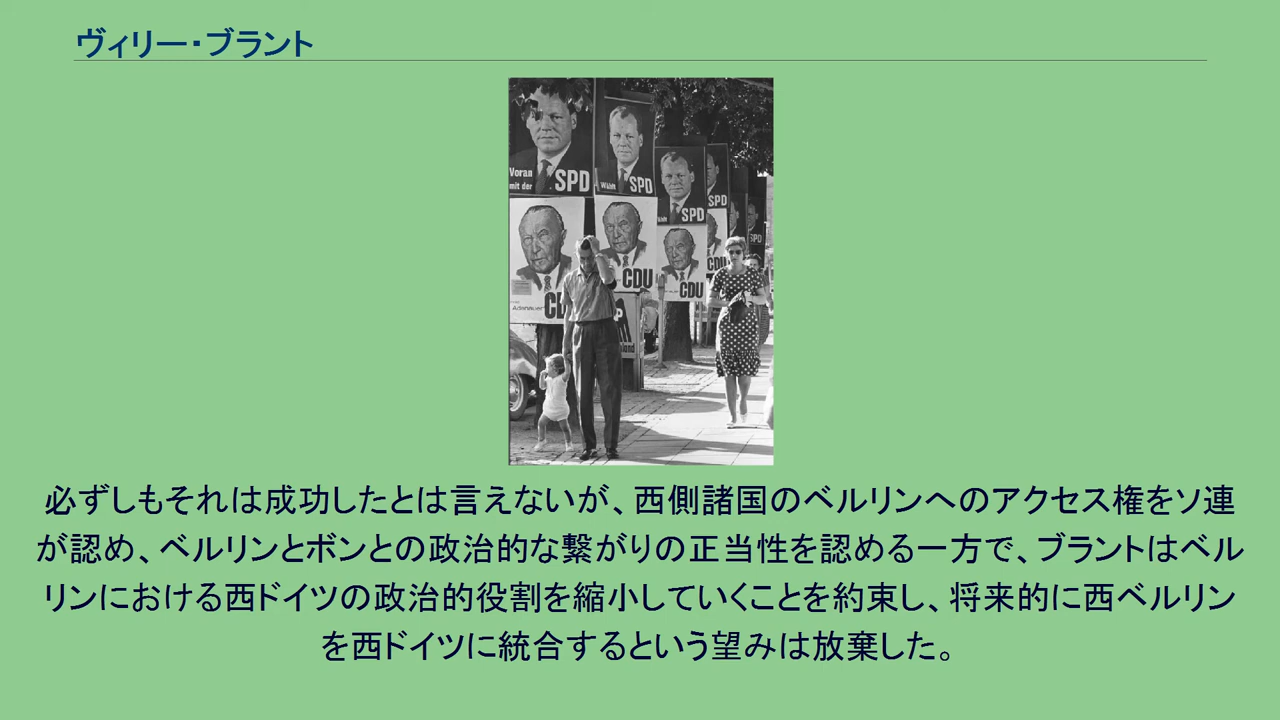 ヴィリー・ブラント
Voran
mit der SPD
Wählt SPD
SPD
SPD
SPD
CDU
CDU
CDU
Adenauer
必ずしもそれは成功したとは言えないが、西側諸国のベルリンへのアクセス権をソ連
が認め、ベルリンとボンとの政治的な繋がりの正当性を認める一方で、ブラントはベル
リンにおける西ドイツの政治的役割を縮小していくことを約束し、将来的に西ベルリン
を西ドイツに統合するという望みは放棄した。